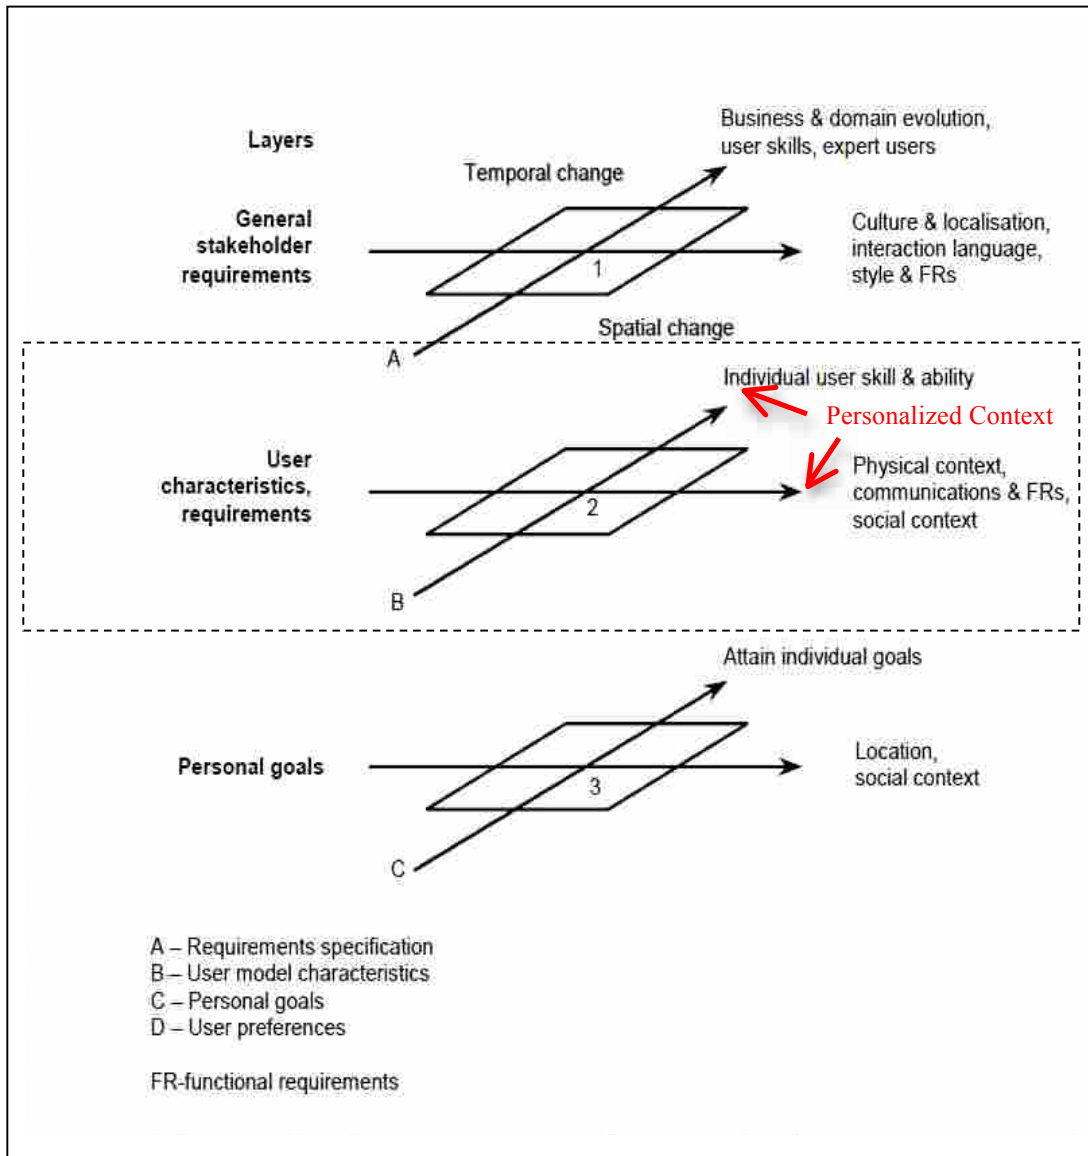 Layers
Business & domain evolution,
user skills, expert users
Temporal change
General
stakeholder
requirements
1
Culture & localisation,
interaction language,
style & FRs
Spatial change
A
Individual user skill & ability
Personalized Context
User
characteristics,
requirements
2
Physical context,
communications & FRs,
social context
B
Attain individual goals
Personal goals
3
Location,
social context
C
A – Requirements specification
B – User model characteristics
C – Personal goals
D – User preferences
FR-functional requirements